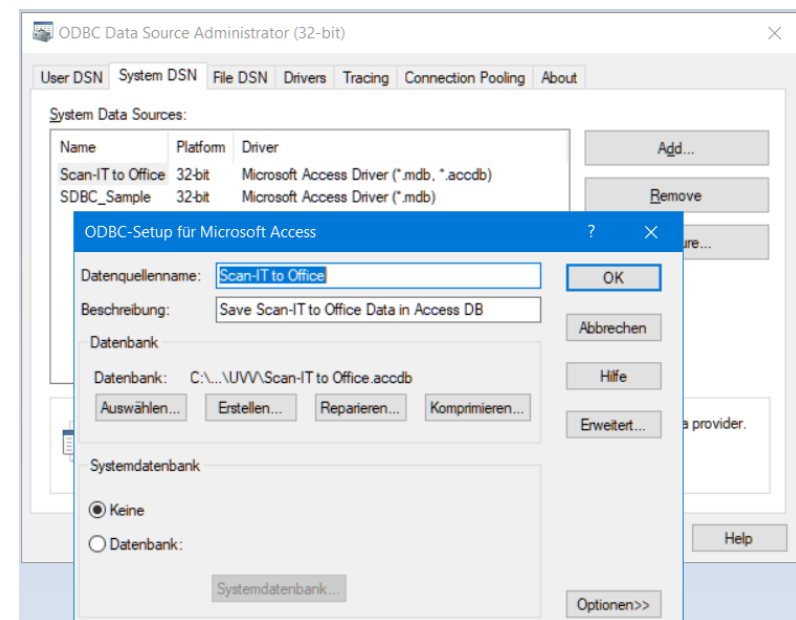 ODBC Data Source Administrator (32-bit)
User DSN System DSN File DSN Drivers Tracing Connection Pooling About
System Data Sources:
Name Platform Driver
Scan-IT to Office 32-bit Microsoft Access Driver (*.mdb, *.accdb)
SDBC_Sample 32-bit Microsoft Access Driver (*.mdb)
Add...
Remove
ODBC-Setup für Microsoft Access ?
Datenquellenname: Scan-IT to Office
Beschreibung: Save Scan-IT to Office Data in Access DB
OK
Abbrechen
Hilfe
Erweitert...
Datenbank
Datenbank: C:\...\UVV\Scan-IT to Office.accdb
Auswählen... Erstellen... Reparieren... Komprimieren...
provider.
Systemdatenbank
Keine
Datenbank:
Systemdatenbank...
Optionen>>
Help